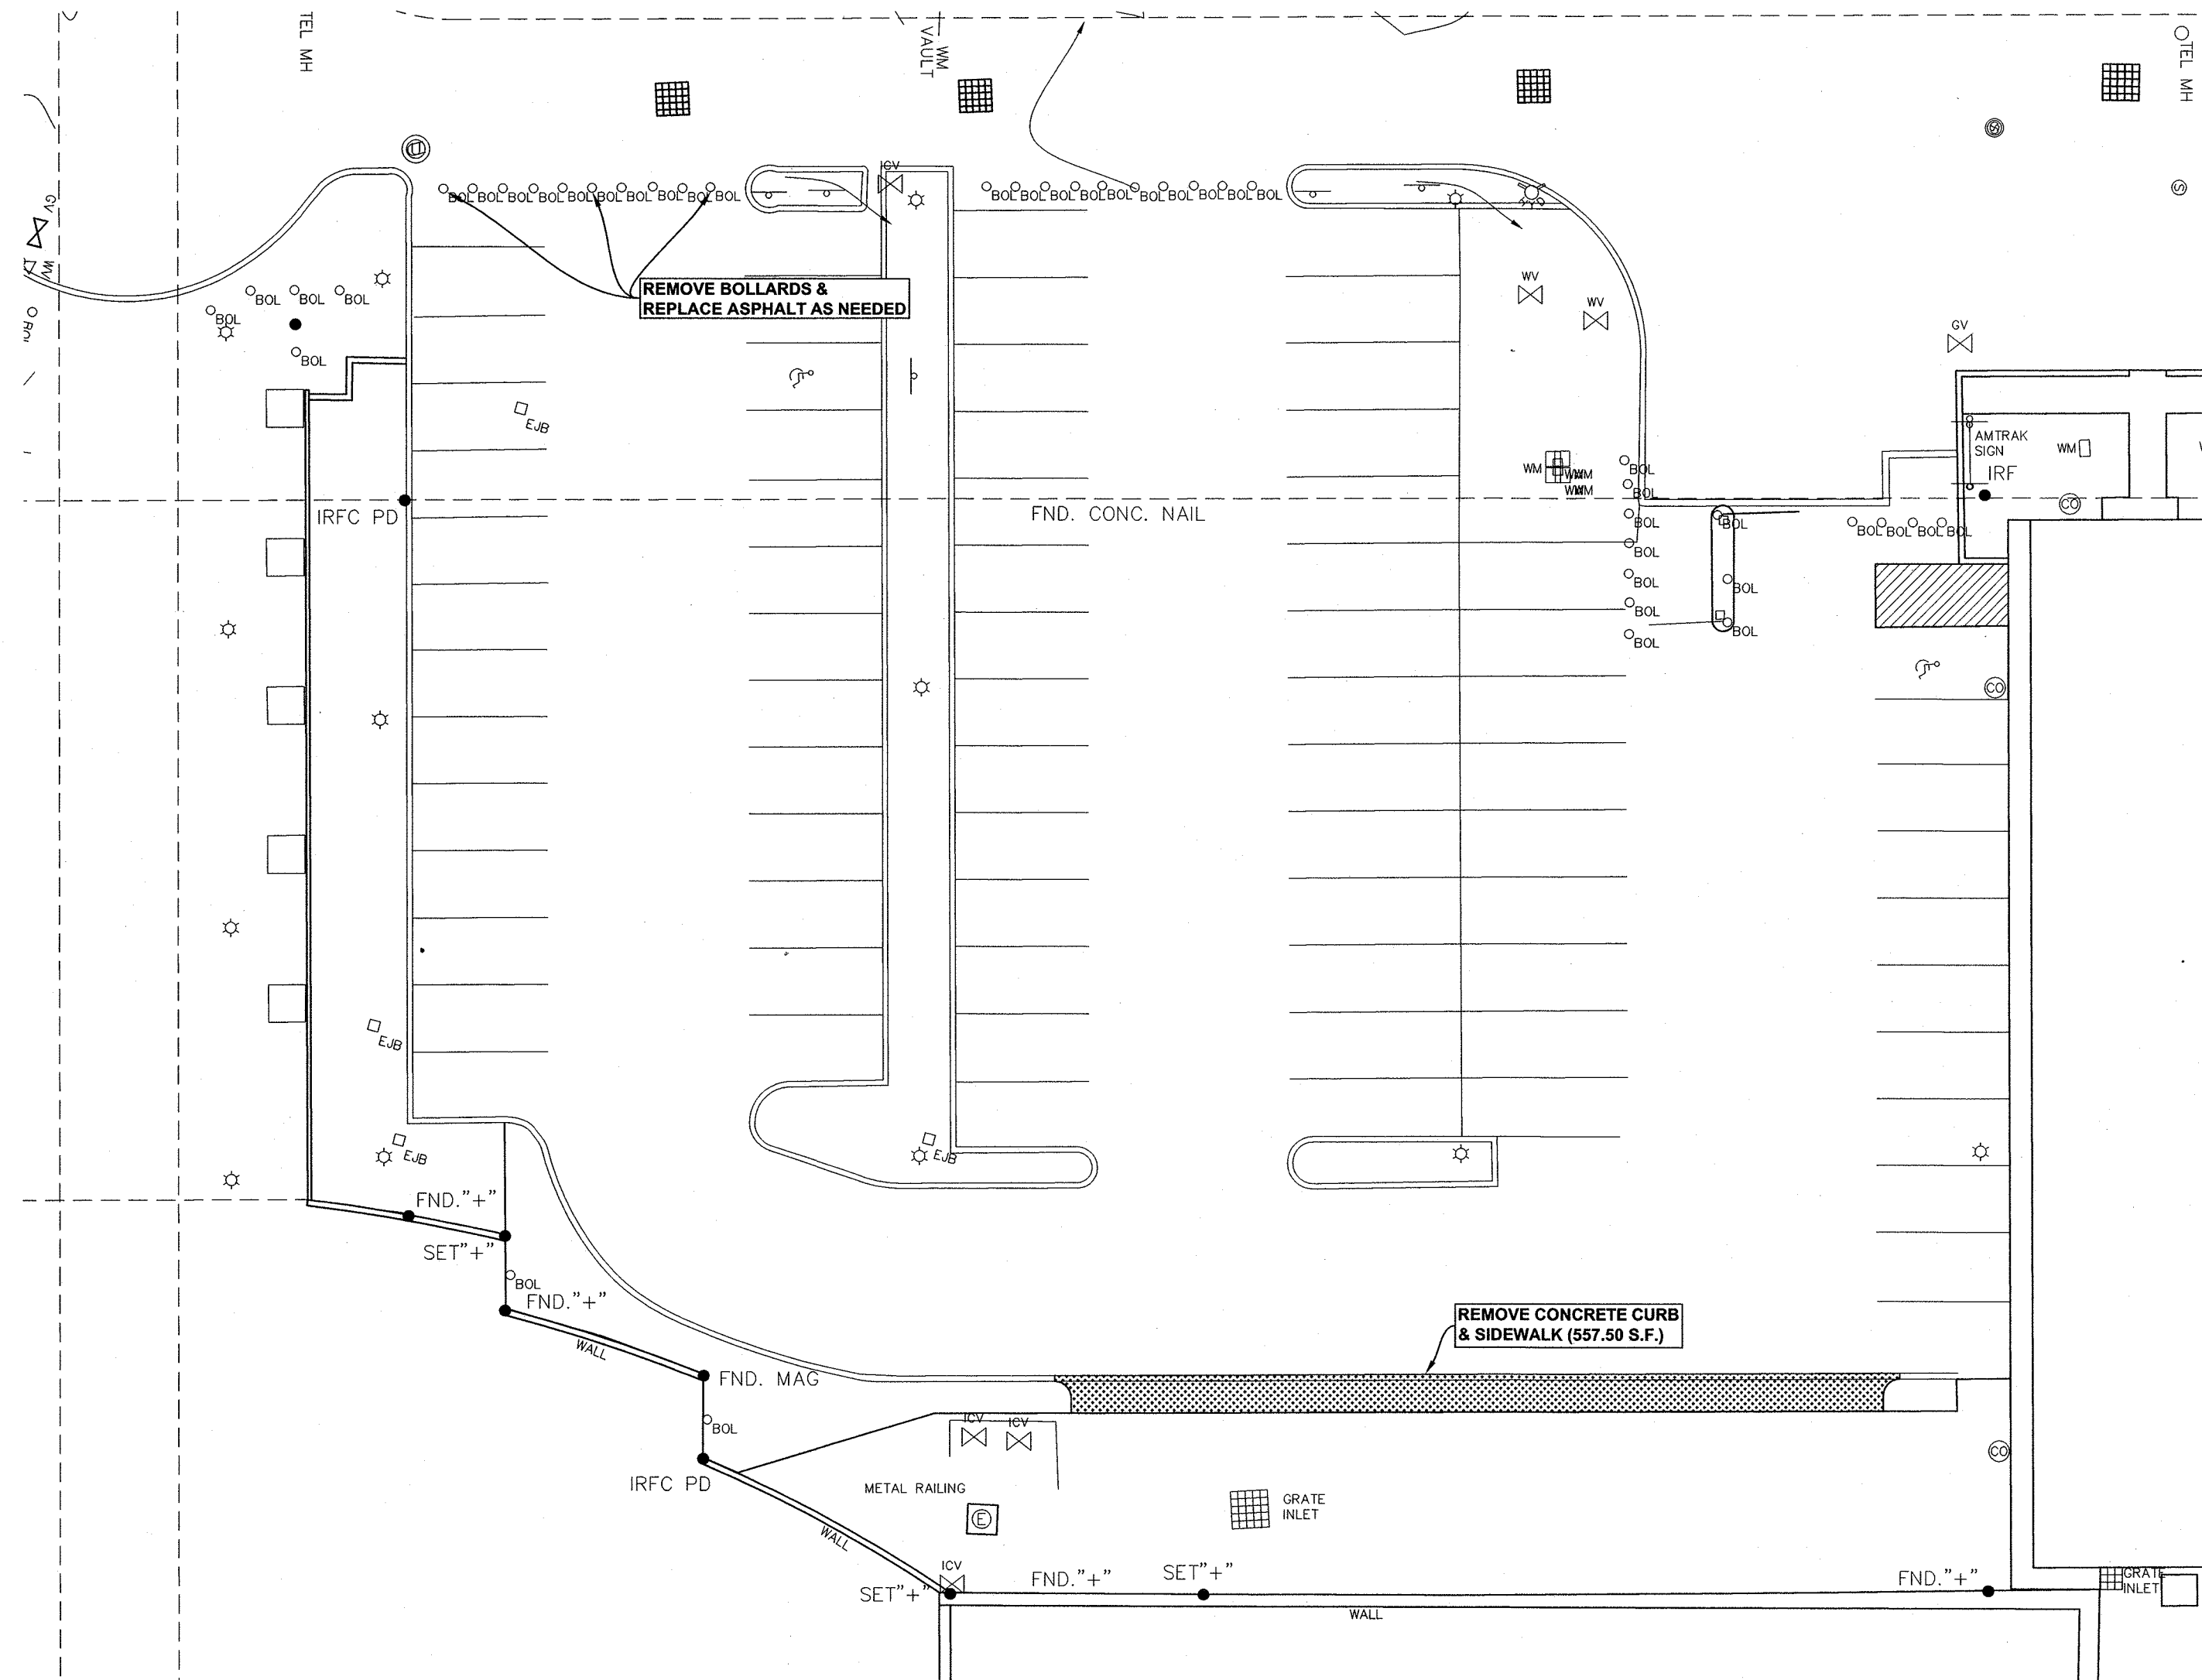 TEL MH
WM
VAULT
TEL MH
GV
WV
ICV
BOL BOL BOL BOL BOL BOL BOL BOL BOL BOL
BOL BOL BOL BOL BOL BOL BOL BOL BOL BOL
REMOVE BOLLARDS &
REPLACE ASPHALT AS NEEDED
BOL BOL BOL
BOL
BOL
BOL
WV
WV
GV
EJB
AMTRAK
SIGN
WM
IRF
CO
WM
WM
WM
BOL
BOL
BOL
BOL
BOL
BOL
BOL
BOL
BOL
BOL
BOL BOL BOL BOL
IRFC PD
FND. CONC. NAIL
CO
EJB
EJB
EJB
FND."+"
SET"+"
BOL
FND."+"
WALL
FND. MAG
BOL
IRFC PD
REMOVE CONCRETE CURB
& SIDEWALK (557.50 S.F.)
ICV
ICV
CO
METAL RAILING
E
GRATE
INLET
WALL
ICV
SET"+"
FND."+"
SET"+"
FND."+"
WALL
GRATE
INLET